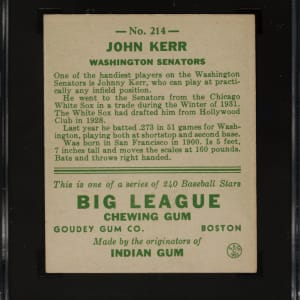 — No. 214 —
JOHN KERR
WASHINGTON SENATORS
One of the handiest players on the Washington
Senators is Johnny Kerr, who can play at practic-
ally any infield position.
He went to the Senators from the Chicago
White Sox in a trade during the Winter of 1931.
The White Sox had drafted him from Hollywood
Club in 1928.
Last year he batted .273 in 51 games for Wash-
ington, playing both at shortstop and second base.
Was born in San Francisco in 1900. Is 5 feet,
7 inches tall and moves the scales at 160 pounds.
Bats and throws right handed.
This is one of a series of 240 Baseball Stars
BIG LEAGUE
CHEWING GUM
GOUDEY GUM CO. BOSTON
Made by the originators of
INDIAN GUM